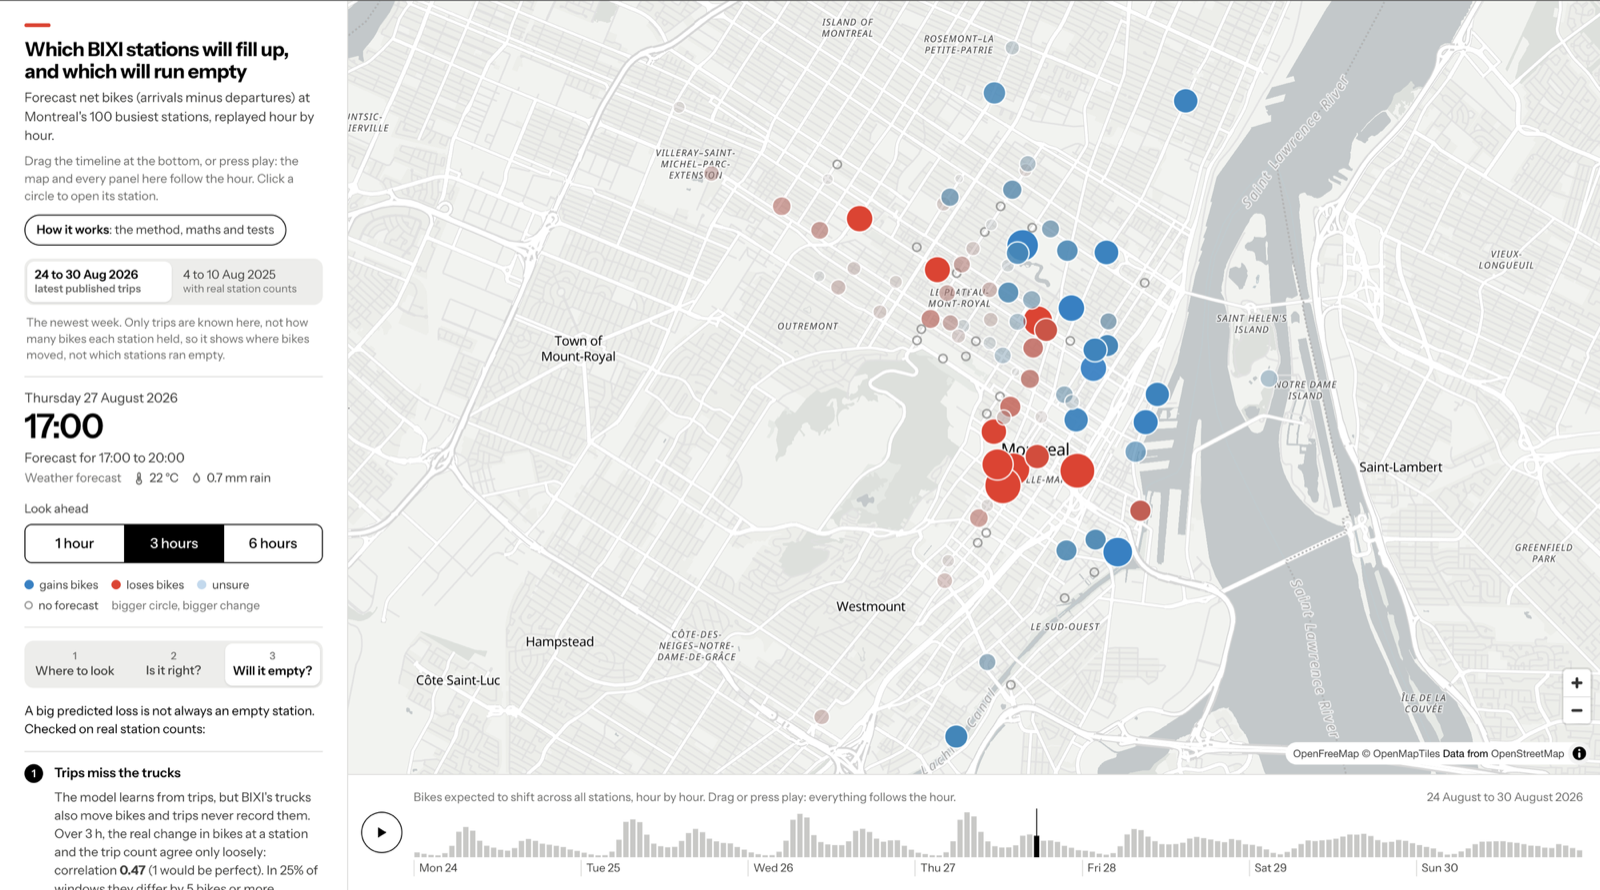 Which BIXI stations will fill up,
and which will run empty
Forecast net bikes (arrivals minus departures) at
Montreal's 100 busiest stations, replayed hour by
hour.
Drag the timeline at the bottom, or press play: the
map and every panel here follow the hour. Click a
circle to open its station.
How it works: the method, maths and tests
24 to 30 Aug 2026
latest published trips
4 to 10 Aug 2025
with real station counts
The newest week. Only trips are known here, not how
many bikes each station held, so it shows where bikes
moved, not which stations ran empty.
Thursday 27 August 2026
17:00
Forecast for 17:00 to 20:00
Weather forecast 22 °C 0.7 mm rain
Look ahead
1 hour
3 hours
6 hours
gains bikes loses bikes unsure
no forecast bigger circle, bigger change
1
Where to look
2
Is it right?
3
Will it empty?
A big predicted loss is not always an empty station.
Checked on real station counts:
1 Trips miss the trucks
The model learns from trips, but BIXI's trucks
also move bikes and trips never record them.
Over 3 h, the real change in bikes at a station
and the trip count agree only loosely:
correlation 0.47 (1 would be perfect). In 25% of
windows they differ by 5 bikes or more
ISLAND OF
MONTREAL
ROSEMONT–LA
PETITE-PATRIE
NTSIC-
IERVILLE
VILLERAY–SAINT-
MICHEL–PARC-
EXTENSION
LE PLATEAU-
MONT-ROYAL
OUTREMONT
Town of
Mount-Royal
Saint Lawrence River
VIEUX-
LONGUEUIL
SAINT HELEN'S
ISLAND
NOTRE DAME
ISLAND
Saint-Lambert
GREENFIELD
PARK
Saint Lawrence River
Westmount
Hampstead
CÔTE-DES-
NEIGES–NOTRE-
DAME-DE-GRÂCE
Côte Saint-Luc
LE SUD-OUEST
Canal
ÎLE DE LA
COUVÉE
+
−
OpenFreeMap © OpenMapTiles Data from OpenStreetMap
Bikes expected to shift across all stations, hour by hour. Drag or press play: everything follows the hour.
24 August to 30 August 2026
Mon 24
Tue 25
Wed 26
Thu 27
Fri 28
Sat 29
Sun 30